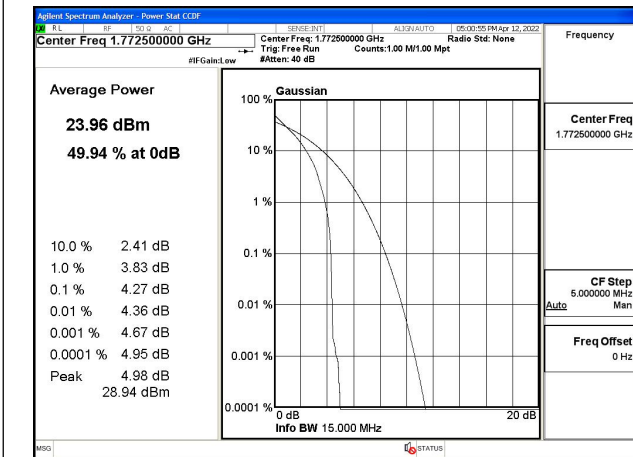 Agilent Spectrum Analyzer - Power Stat CCDF
RL RF 50 Ω AC SENSE:INT ALIGN AUTO 05:00:55 PM Apr 12, 2022
Center Freq 1.772500000 GHz
Center Freq: 1.772500000 GHz Radio Std: None
Trig: Free Run Counts:1.00 M/1.00 Mpt
#IFGain:Low #Atten: 40 dB
Frequency
Average Power
23.96 dBm
49.94 % at 0dB
10.0 % 2.41 dB
1.0 % 3.83 dB
0.1 % 4.27 dB
0.01 % 4.36 dB
0.001 % 4.67 dB
0.0001 % 4.95 dB
Peak 4.98 dB
28.94 dBm
Gaussian
100 %
10 %
1 %
0.1 %
0.01 %
0.001 %
0.0001 %
0 dB 20 dB
Info BW 15.000 MHz
Center Freq
1.772500000 GHz
CF Step
5.000000 MHz
Auto Man
Freq Offset
0 Hz
MSG STATUS